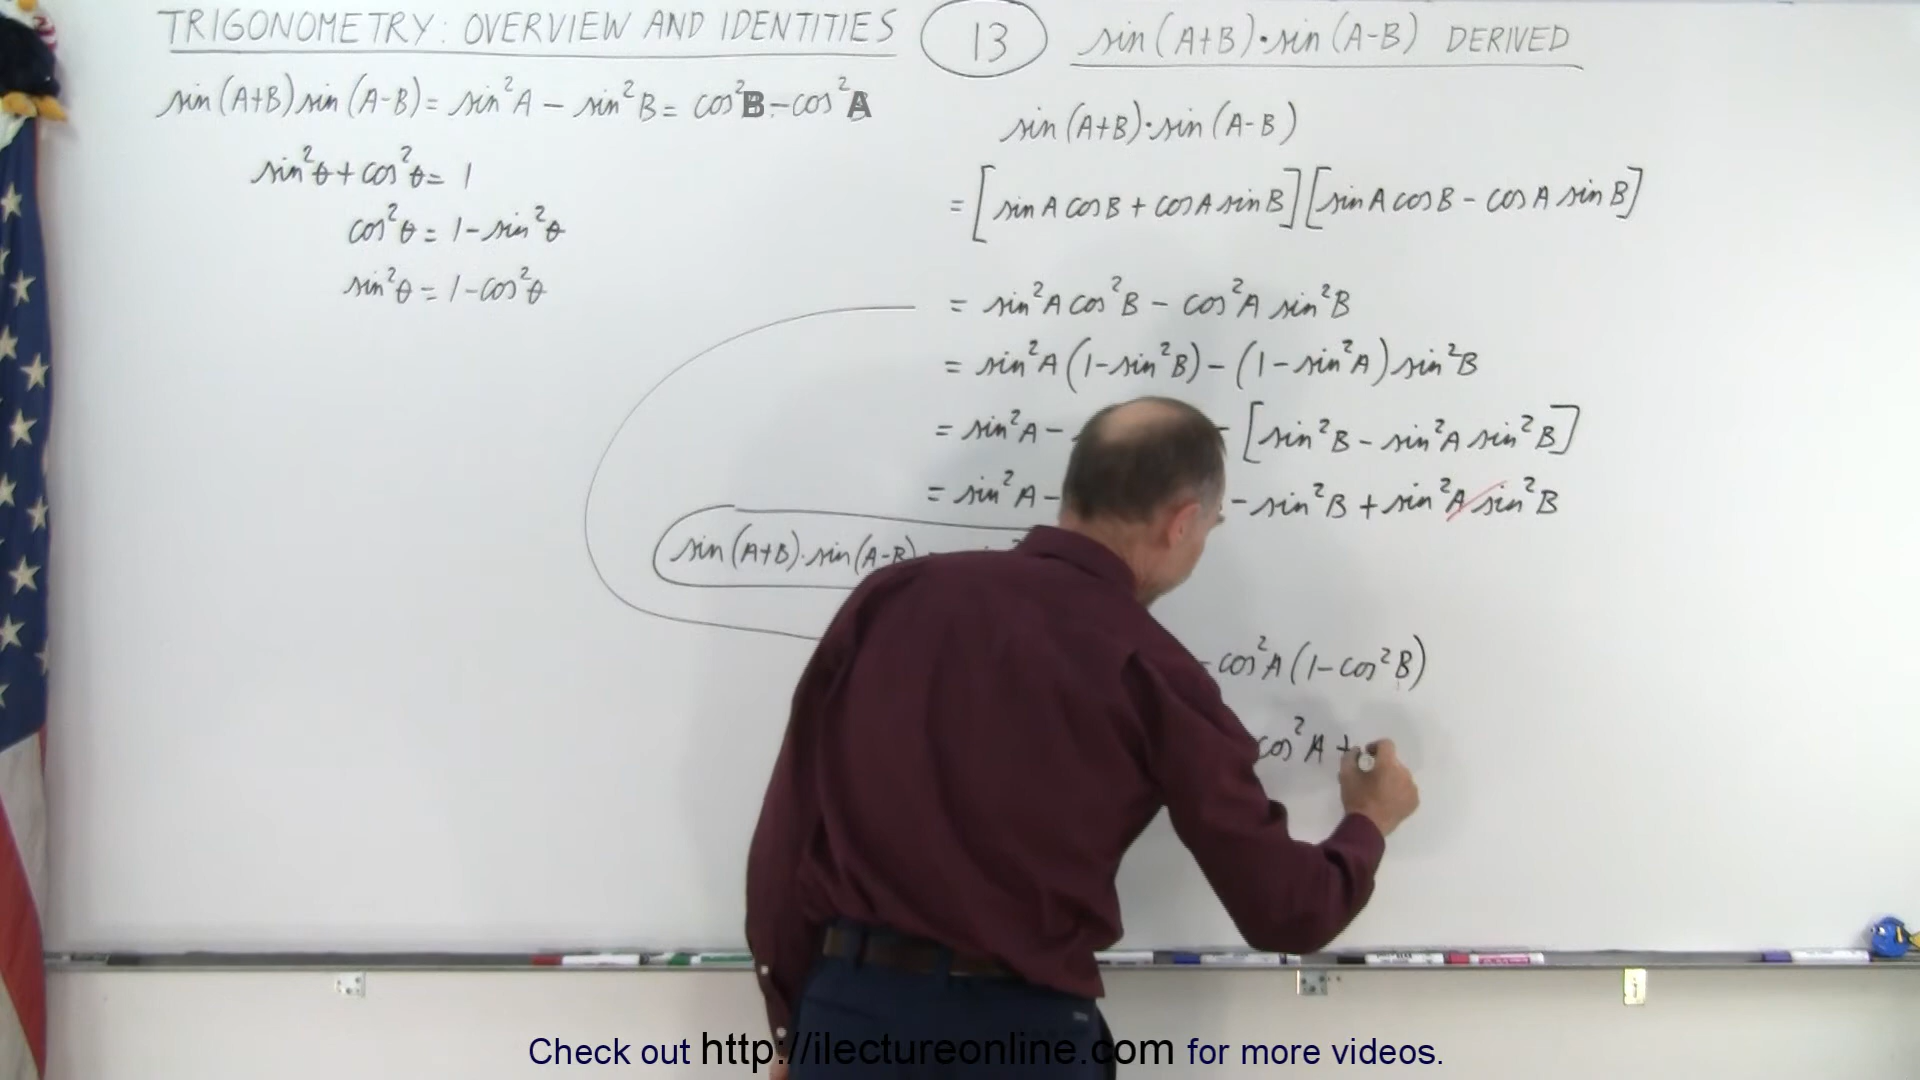 TRIGONOMETRY: OVERVIEW AND IDENTITIES
13
sin(A+B)·sin(A-B) DERIVED
sin(A+B)sin(A-B) = sin²A - sin²B = cos²B - cos²A
sin²θ + cos²θ = 1
cos²θ = 1 - sin²θ
sin²θ = 1 - cos²θ
sin(A+B)·sin(A-B)
= [sinA cosB + cosA sinB][sinA cosB - cosA sinB]
= sin²A cos²B - cos²A sin²B
= sin²A(1-sin²B) - (1-sin²A)sin²B
= sin²A - - [sin²B - sin²A sin²B]
= sin²A - - sin²B + sin²A sin²B
sin(A+B)·sin(A-B)
- cos²A(1-cos²B)
cos²A +
Check out http://ilectureonline.com for more videos.